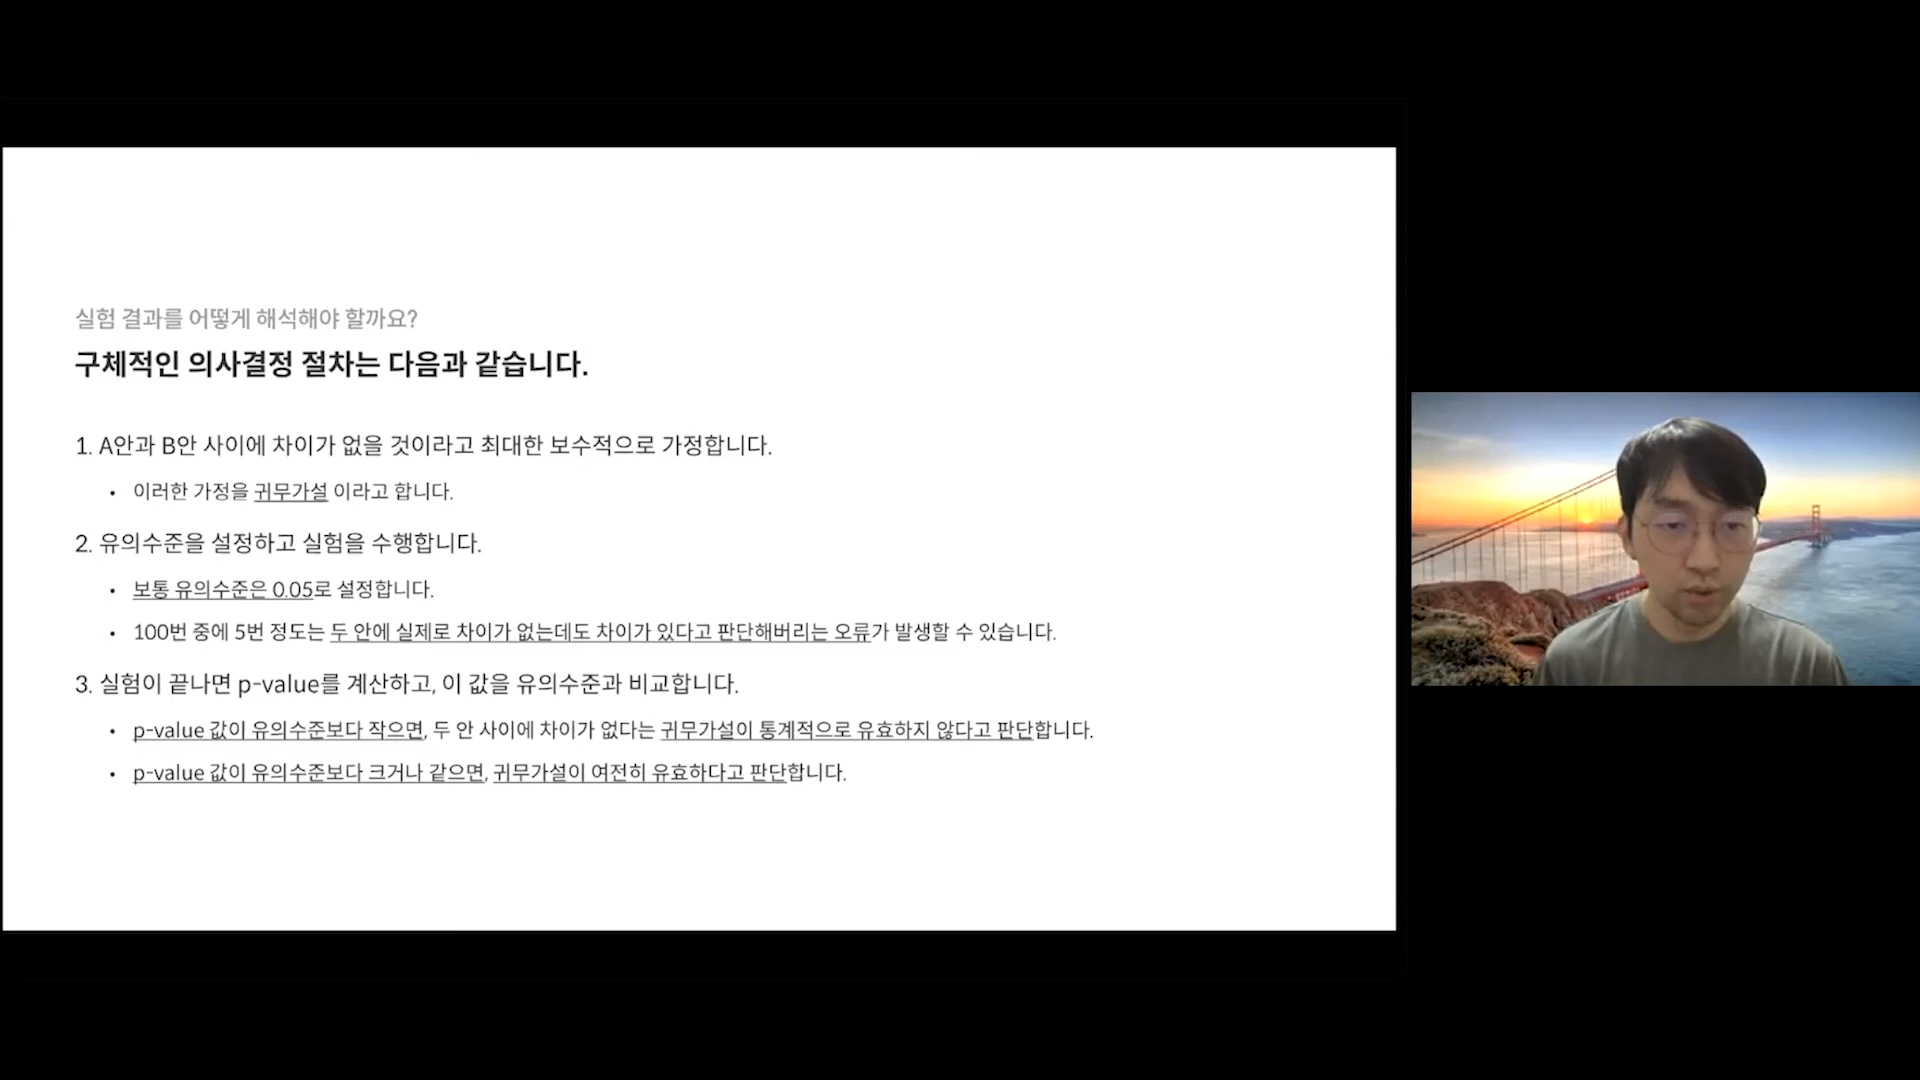 실험 결과를 어떻게 해석해야 할까요?
구체적인 의사결정 절차는 다음과 같습니다.
1. A안과 B안 사이에 차이가 없을 것이라고 최대한 보수적으로 가정합니다.
• 이러한 가정을 귀무가설 이라고 합니다.
2. 유의수준을 설정하고 실험을 수행합니다.
• 보통 유의수준은 0.05로 설정합니다.
• 100번 중에 5번 정도는 두 안에 실제로 차이가 없는데도 차이가 있다고 판단해버리는 오류가 발생할 수 있습니다.
3. 실험이 끝나면 p-value를 계산하고, 이 값을 유의수준과 비교합니다.
• p-value 값이 유의수준보다 작으면, 두 안 사이에 차이가 없다는 귀무가설이 통계적으로 유효하지 않다고 판단합니다.
• p-value 값이 유의수준보다 크거나 같으면, 귀무가설이 여전히 유효하다고 판단합니다.